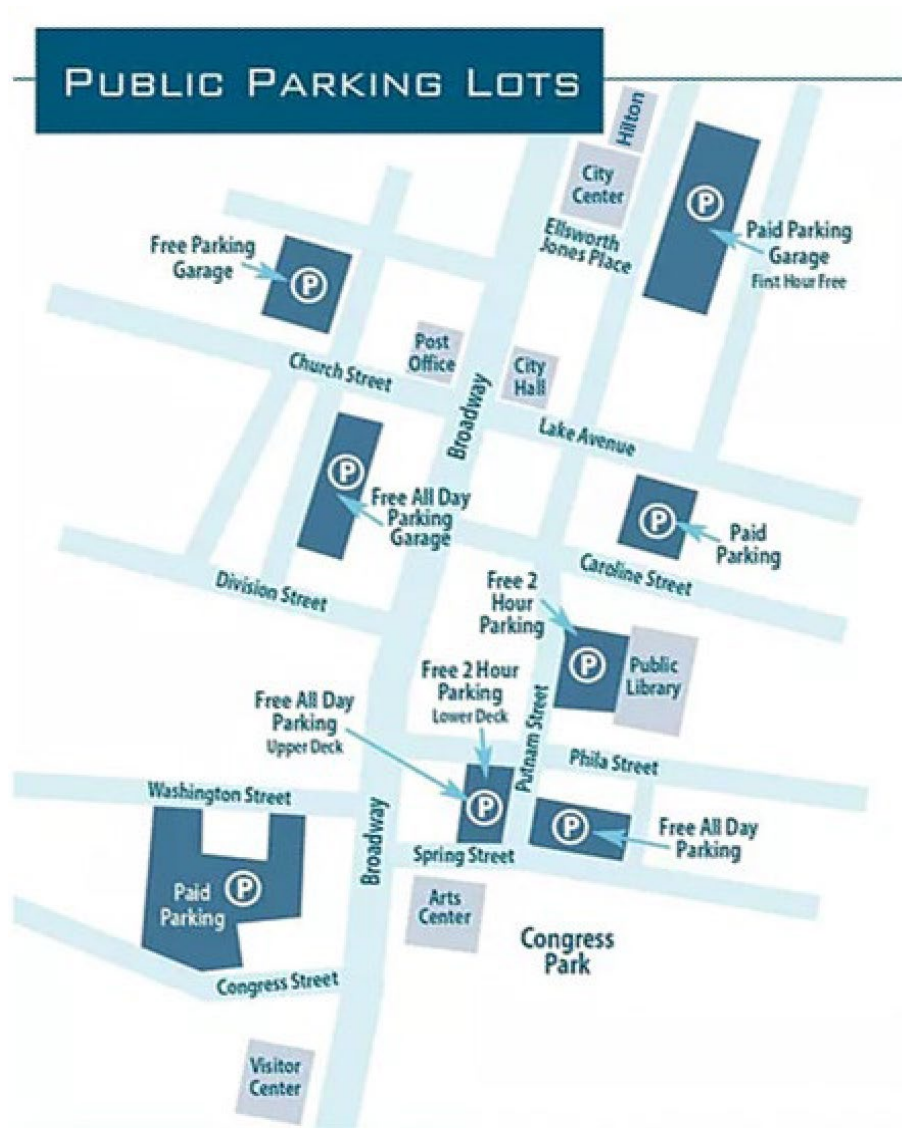 PUBLIC PARKING LOTS
Hilton
City
Center
Ellsworth
Jones Place
P
Paid Parking
Garage
First Hour Free
Free Parking
Garage
P
Post
Office
City
Hall
Church Street
Broadway
Lake Avenue
P
Free All Day
Parking
Garage
P
Paid
Parking
Division Street
Caroline Street
Free 2
Hour
Parking
P
Public
Library
Free 2 Hour
Parking
Lower Deck
Free All Day
Parking
Upper Deck
Putnam Street
Phila Street
Washington Street
P
P
Free All Day
Parking
Broadway
Spring Street
Paid
Parking
P
Arts
Center
Congress
Park
Congress Street
Visitor
Center